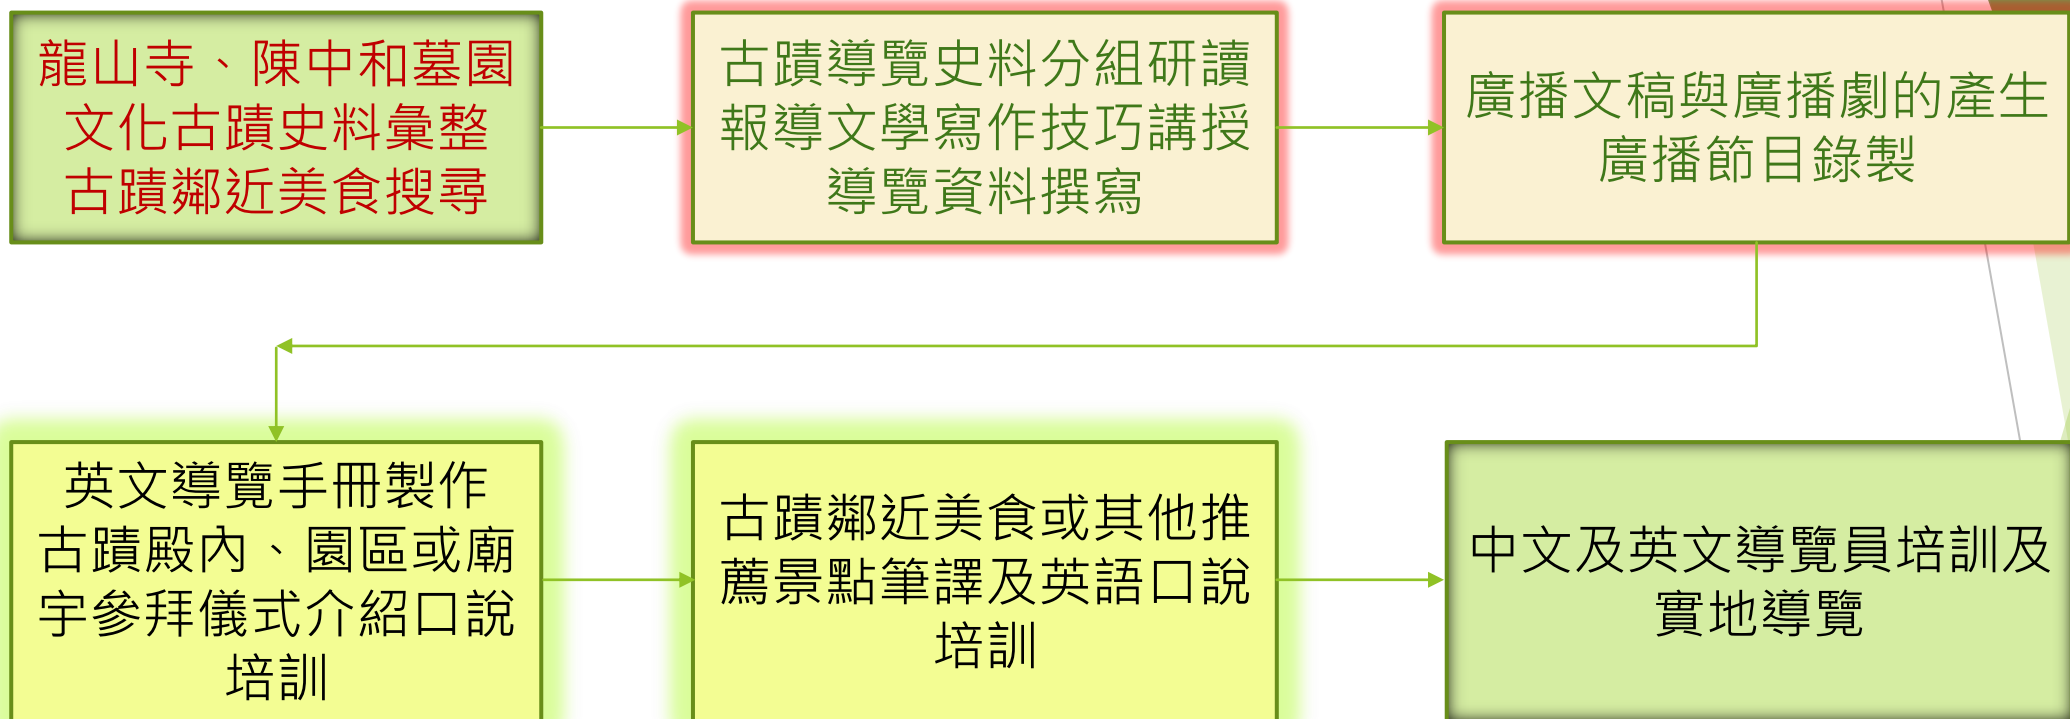 龍山寺、陳中和墓園
文化古蹟史料彙整
古蹟鄰近美食搜尋
古蹟導覽史料分組研讀
報導文學寫作技巧講授
導覽資料撰寫
廣播文稿與廣播劇的產生
廣播節目錄製
英文導覽手冊製作
古蹟殿內、園區或廟
宇參拜儀式介紹口說
培訓
古蹟鄰近美食或其他推
薦景點筆譯及英語口說
培訓
中文及英文導覽員培訓及
實地導覽